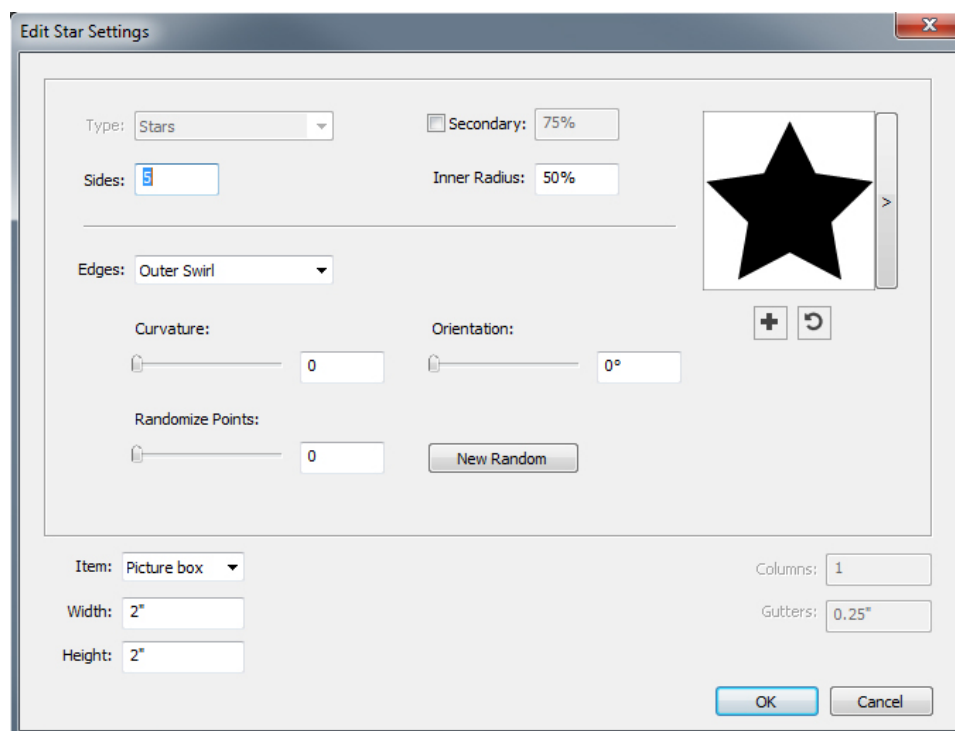 Edit Star Settings
X
Type: Stars
Secondary: 75%
Sides: 5
Inner Radius: 50%
>
Edges: Outer Swirl
Curvature:
Orientation:
0
0°
Randomize Points:
0
New Random
Item: Picture box
Columns: 1
Width: 2"
Gutters: 0.25"
Height: 2"
OK
Cancel